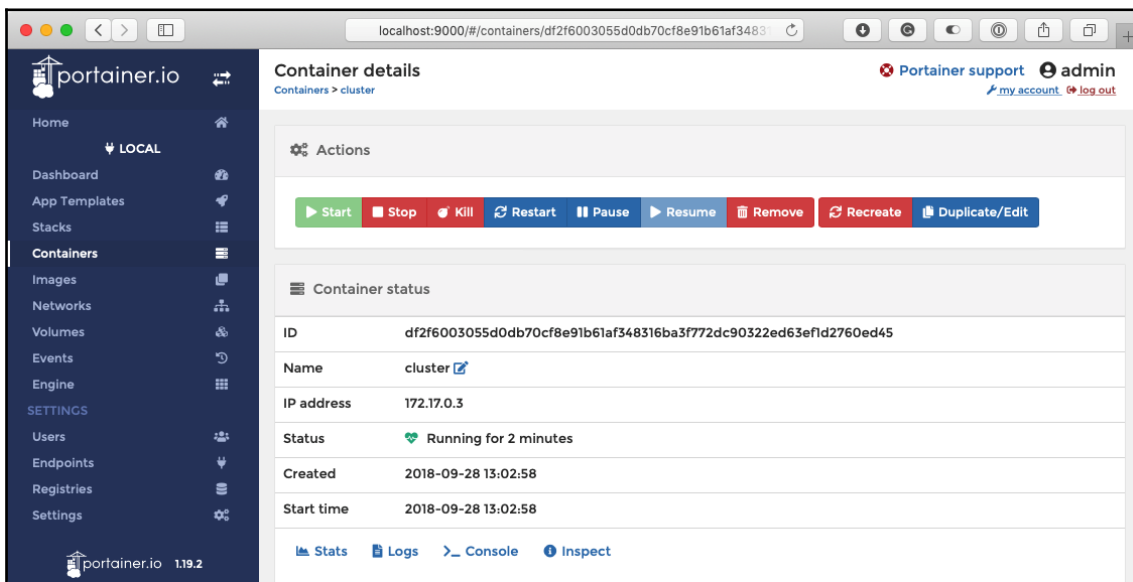 localhost:9000/#/containers/df2f6003055d0db70cf8e91b61af3483
portainer.io
Home
LOCAL
Dashboard
App Templates
Stacks
Containers
Images
Networks
Volumes
Events
Engine
SETTINGS
Users
Endpoints
Registries
Settings
portainer.io 1.19.2
Container details
Portainer support admin
Containers > cluster
my account log out
Actions
Start Stop Kill Restart Pause Resume Remove Recreate Duplicate/Edit
Container status
ID df2f6003055d0db70cf8e91b61af348316ba3f772dc90322ed63ef1d2760ed45
Name cluster
IP address 172.17.0.3
Status Running for 2 minutes
Created 2018-09-28 13:02:58
Start time 2018-09-28 13:02:58
Stats Logs >_ Console Inspect